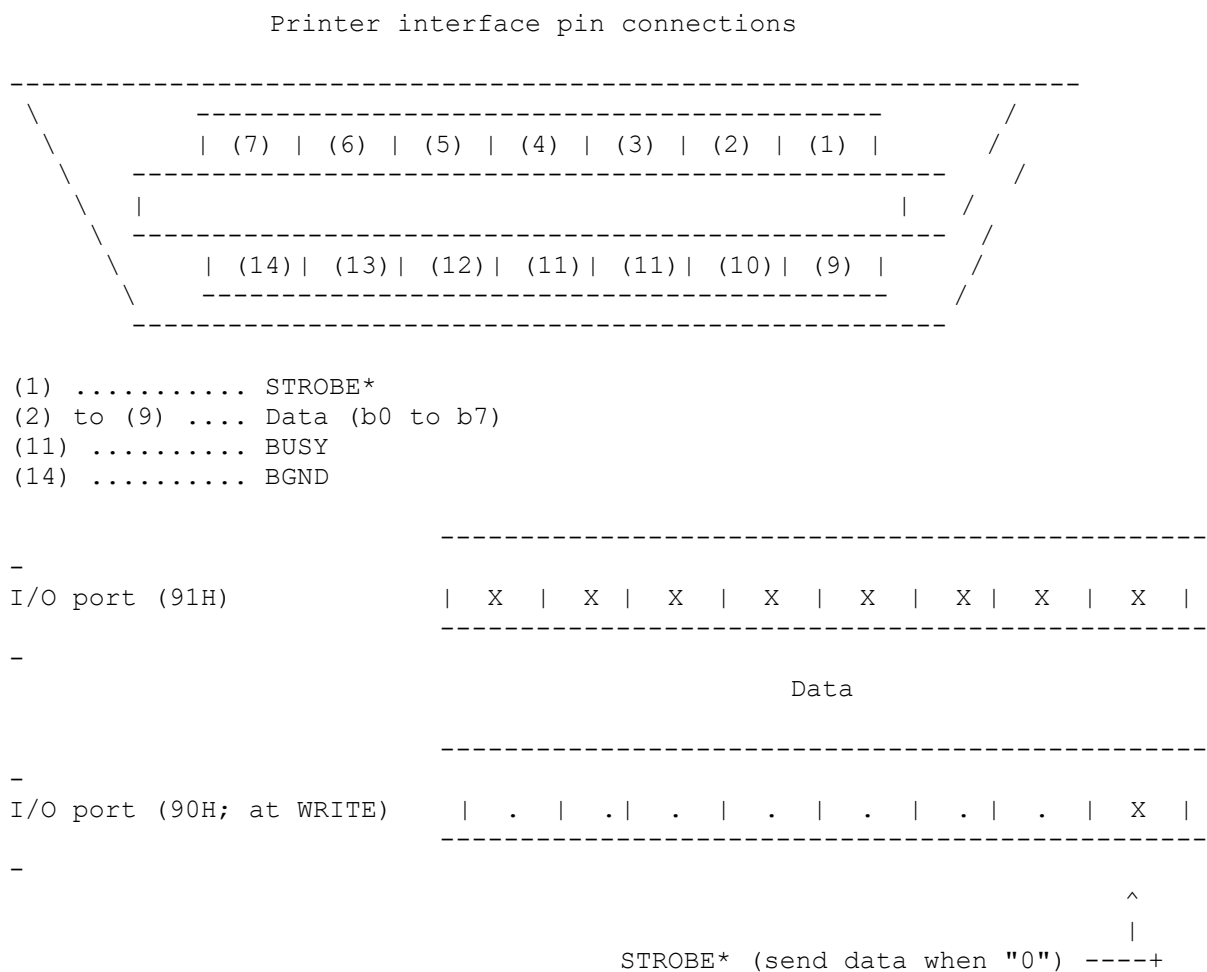 Printer interface pin connections
-------------------------------------------------------------------
\ ------------------------------------------- /
\ | (7) | (6) | (5) | (4) | (3) | (2) | (1) | /
\ --------------------------------------------------- /
\ | | /
\ --------------------------------------------------- /
\ | (14)| (13)| (12)| (11)| (11)| (10)| (9) | /
\ ------------------------------------------- /
---------------------------------------------------
(1) ........... STROBE*
(2) to (9) .... Data (b0 to b7)
(11) .......... BUSY
(14) .......... BGND
------------------------------------------------
-
I/O port (91H) | X | X | X | X | X | X | X | X |
------------------------------------------------
-
Data
------------------------------------------------
-
I/O port (90H; at WRITE) | . | .| . | . | . | . | . | X |
------------------------------------------------
-
^
|
STROBE* (send data when "0") ----+